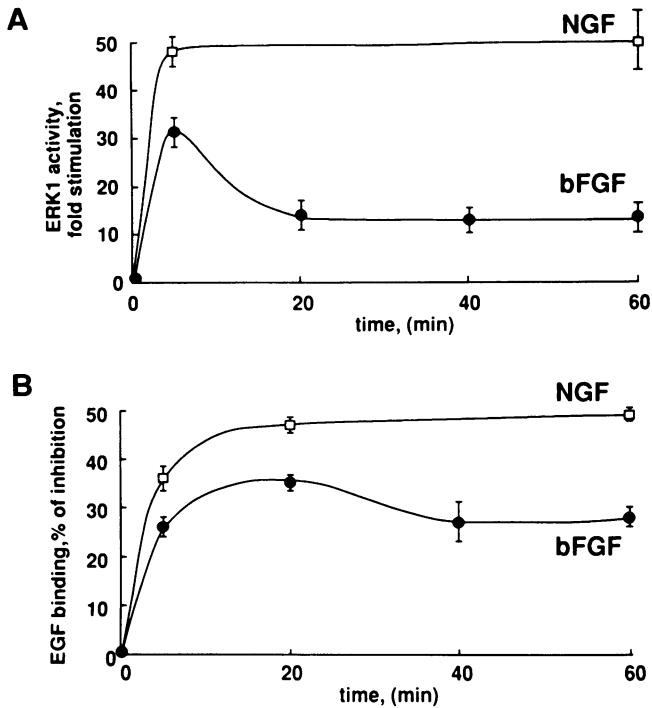 A
NGF
50
40
30
20
10
0
ERK1 activity,
fold stimulation
bFGF
0 20 40 60
time, (min)
B
NGF
50
40
30
20
10
0
EGF binding,% of inhibition
bFGF
0 20 40 60
time, (min)